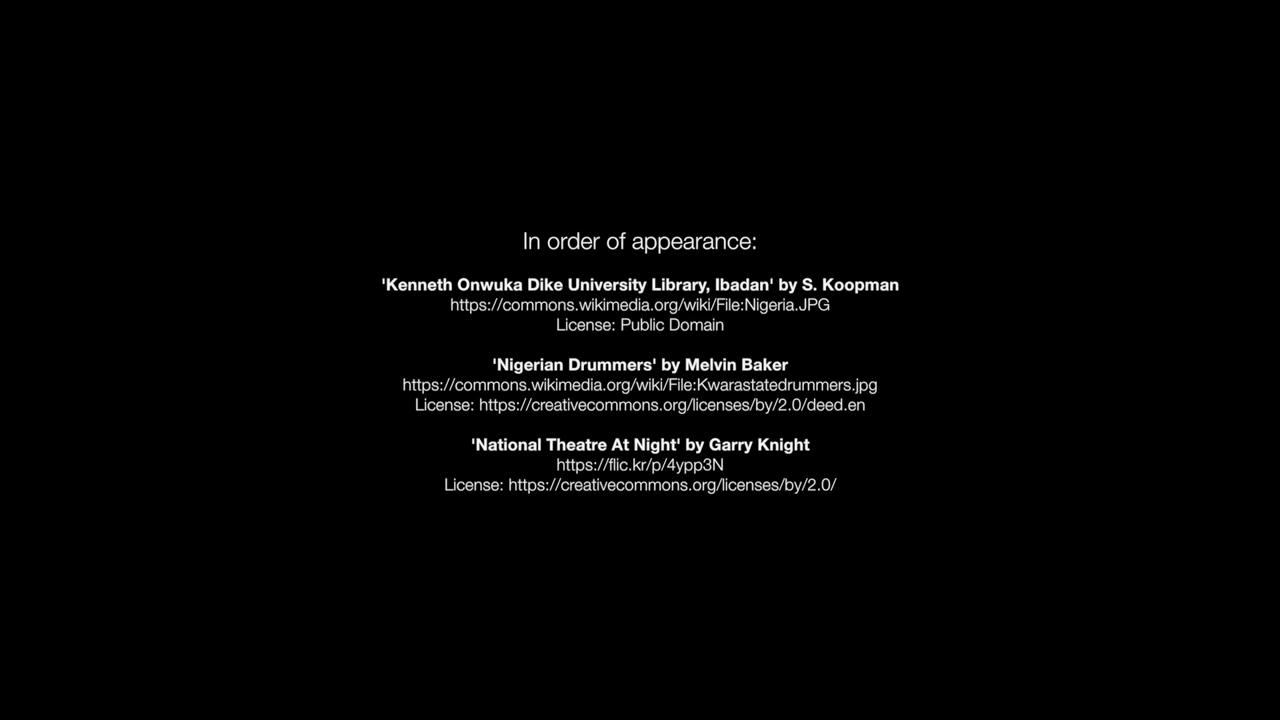 In order of appearance:
'Kenneth Onwuka Dike University Library, Ibadan' by S. Koopman
https://commons.wikimedia.org/wiki/File:Nigeria.JPG
License: Public Domain
'Nigerian Drummers' by Melvin Baker
https://commons.wikimedia.org/wiki/File:Kwarastatedrummers.jpg
License: https://creativecommons.org/licenses/by/2.0/deed.en
'National Theatre At Night' by Garry Knight
https://flic.kr/p/4ypp3N
License: https://creativecommons.org/licenses/by/2.0/